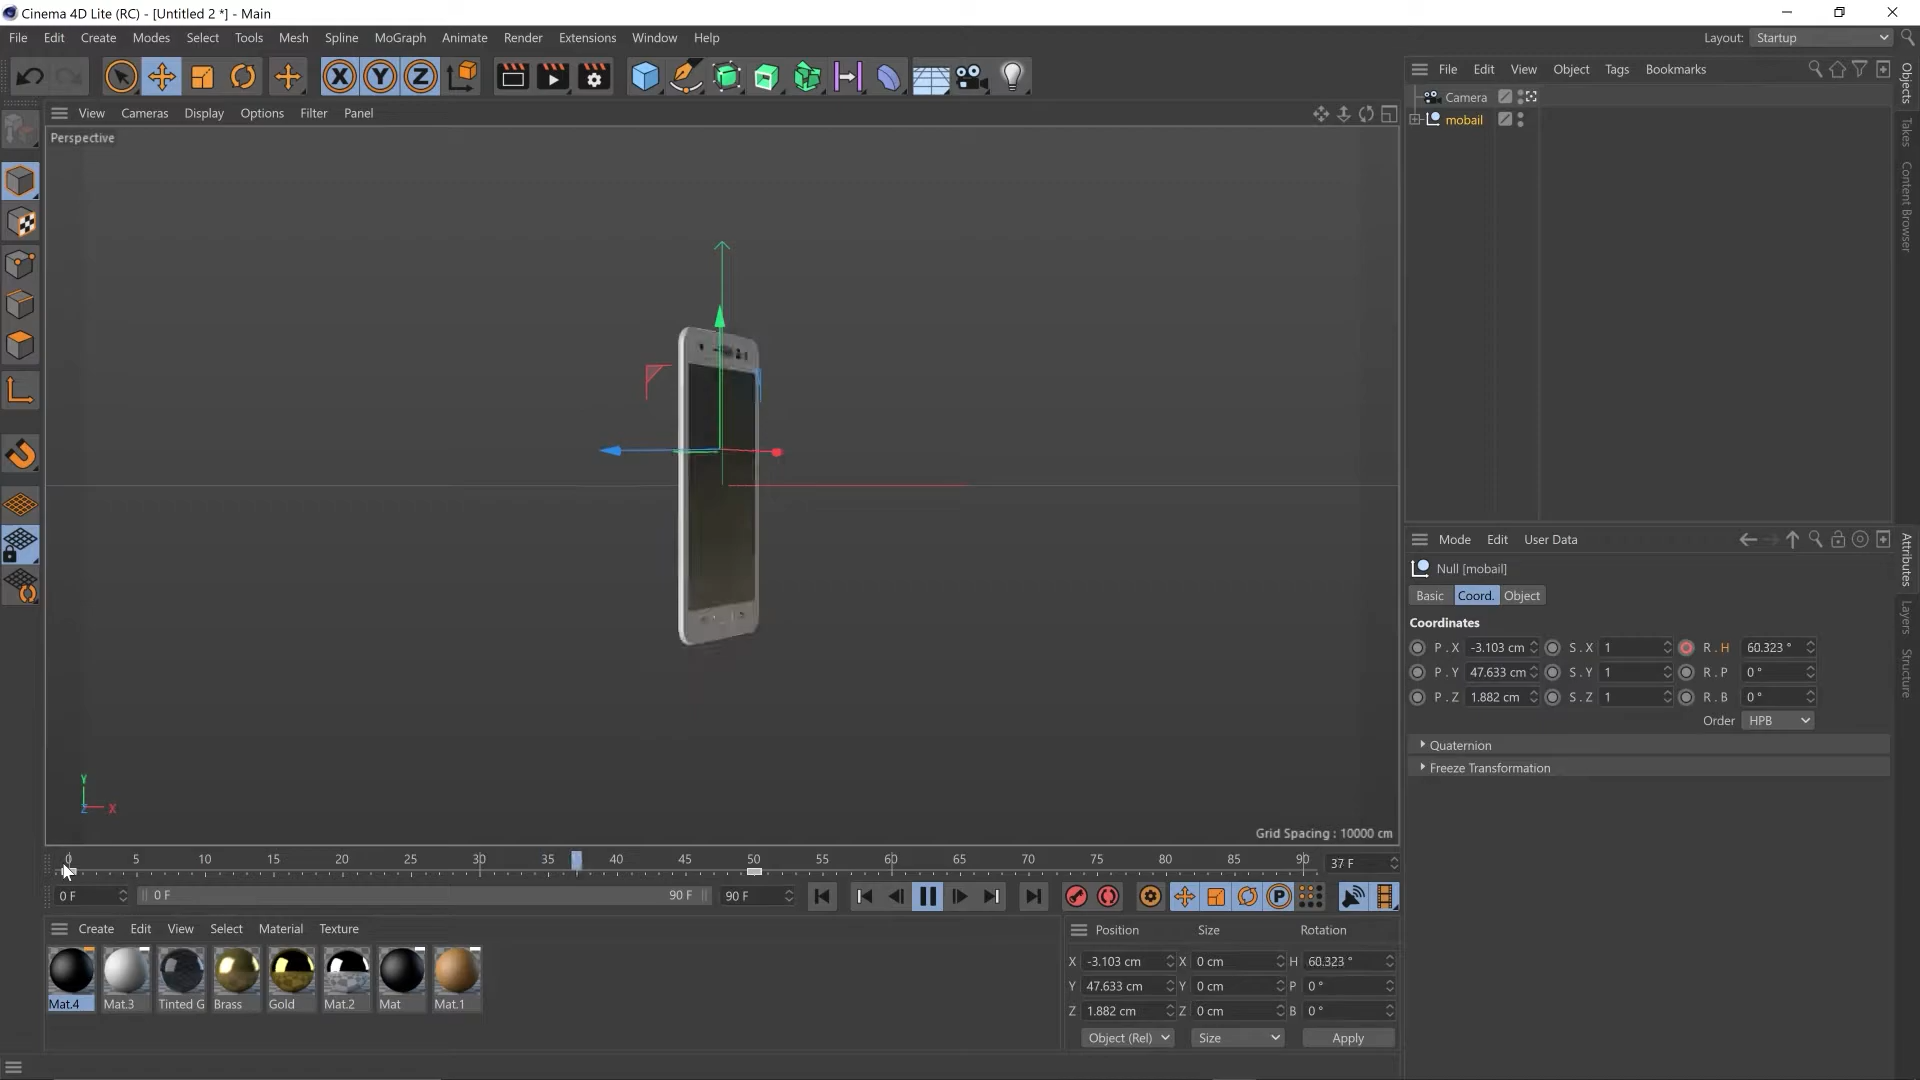 Cinema 4D Lite (RC) - [Untitled 2 *] - Main
File Edit Create Modes Select Tools Mesh Spline MoGraph Animate Render Extensions Window Help
Layout: Startup
X Y Z
File Edit View Object Tags Bookmarks
View Cameras Display Options Filter Panel
Perspective
Camera
mobail
Objects
Takes
Content Browser
Mode Edit User Data
Null [mobail]
Basic Coord. Object
Coordinates
P . X -3.103 cm S . X 1 R . H 60.323 °
P . Y 47.633 cm S . Y 1 R . P 0 °
P . Z 1.882 cm S . Z 1 R . B 0 °
Order HPB
Quaternion
Freeze Transformation
Attributes
Layers
Structure
Y
Z X
Grid Spacing : 10000 cm
0 5 10 15 20 25 30 35 40 45 50 55 60 65 70 75 80 85 90 37 F
0 F 0 F 90 F 90 F
P
Create Edit View Select Material Texture
Mat.4 Mat.3 Tinted G Brass Gold Mat.2 Mat Mat.1
Position Size Rotation
X -3.103 cm X 0 cm H 60.323 °
Y 47.633 cm Y 0 cm P 0 °
Z 1.882 cm Z 0 cm B 0 °
Object (Rel) Size Apply